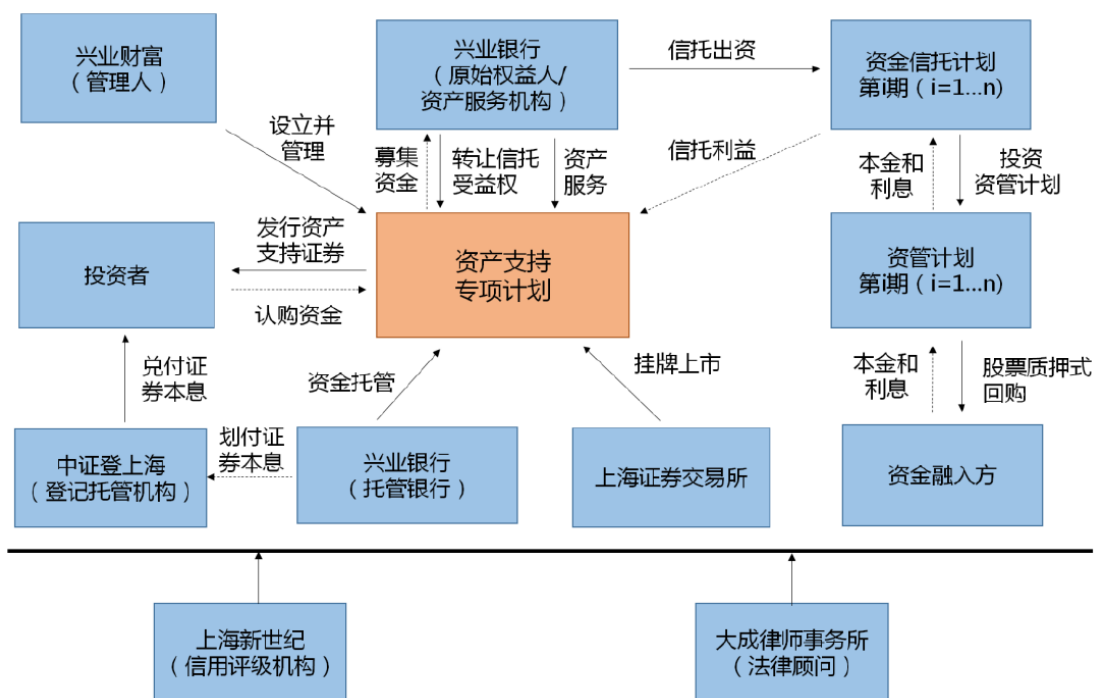 兴业财富
（管理人）
兴业银行
（原始权益人/
资产服务机构）
信托出资
资金信托计划
第i期（i=1...n)
设立并
管理
募集
资金
转让信托
受益权
资产
服务
信托利益
本金和
利息
投资
资管计划
投资者
发行资产
支持证券
认购资金
资产支持
专项计划
资管计划
第i期（i=1...n)
兑付证
券本息
资金托管
挂牌上市
本金和
利息
股票质押式
回购
中证登上海
（登记托管机构）
划付证
券本息
兴业银行
（托管银行）
上海证券交易所
资金融入方
上海新世纪
（信用评级机构）
大成律师事务所
（法律顾问）